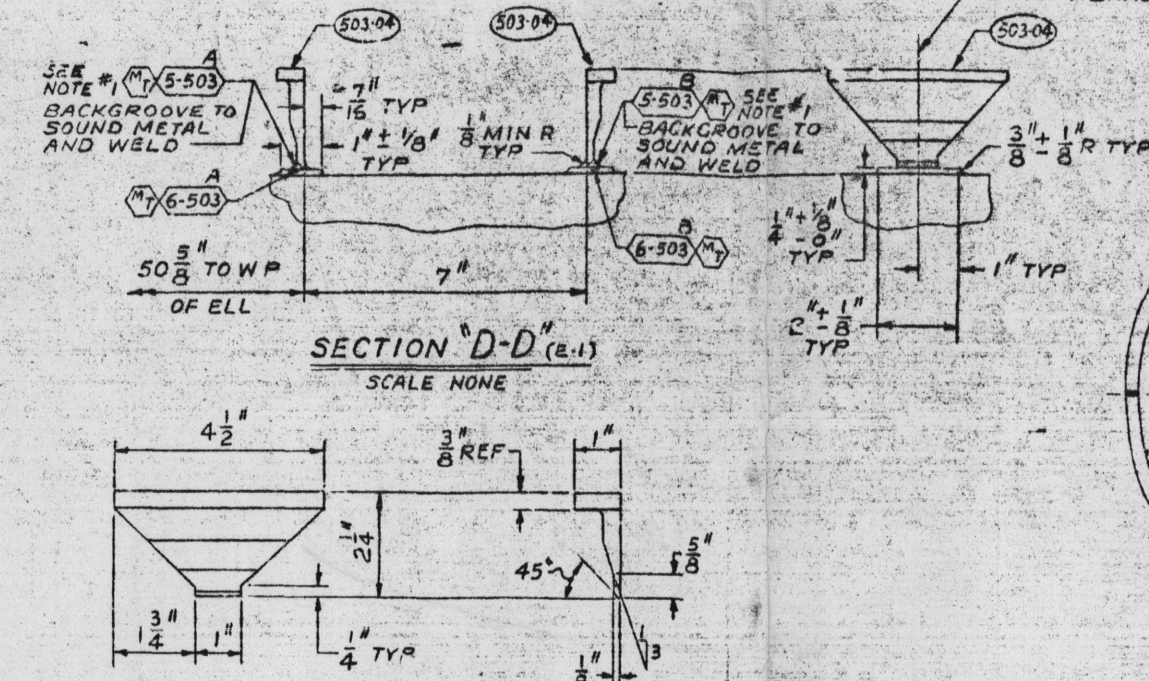 503-04
503-04
503-04
A
SEE
NOTE #1
MT
5-503
BACKGROOVE TO
SOUND METAL
AND WELD
7/16" TYP
1" ± 1/8"
TYP
1/8" MIN R
TYP
B
5-503
MT
SEE
NOTE #1
BACKGROOVE TO
SOUND METAL
AND WELD
3/8" ± 1/8" R TYP
A
MT
6-503
B
6-503
MT
1/4" + 1/8"
- 0"
TYP
1" TYP
2" ± 1/8"
TYP
50 5/8" TO W P
OF ELL
7"
SECTION "D-D" (E-1)
SCALE NONE
4 1/2"
3/8" REF
1"
2 1/4"
45°
5/8"
1 3/4"
1"
1/4" TYP
1/8"
1
3